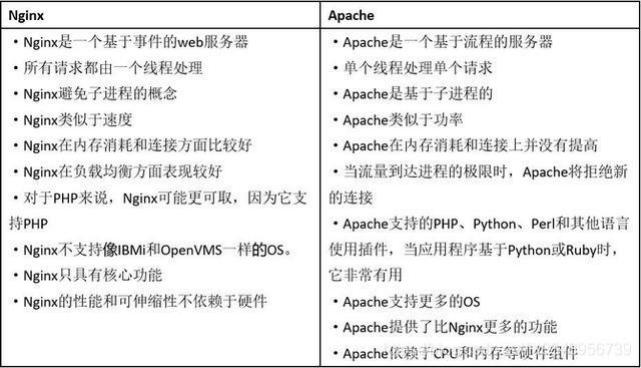 Nginx
• Nginx是一个基于事件的web服务器
• 所有请求都由一个线程处理
• Nginx避免子进程的概念
• Nginx类似于速度
• Nginx在内存消耗和连接方面比较好
• Nginx在负载均衡方面表现较好
• 对于PHP来说，Nginx可能更可取，因为它支
持PHP
• Nginx不支持像IBMi和OpenVMS一样的OS。
• Nginx只具有核心功能
• Nginx的性能和可伸缩性不依赖于硬件
Apache
• Apache是一个基于流程的服务器
• 单个线程处理单个请求
• Apache是基于子进程的
• Apache类似于功率
• Apache在内存消耗和连接上并没有提高
• 当流量到达进程的极限时，Apache将拒绝新
的连接
• Apache支持的PHP、Python、Perl和其他语言
使用插件，当应用程序基于Python或Ruby时，
它非常有用
• Apache支持更多的OS
• Apache提供了比Nginx更多的功能
• Apache依赖于CPU和内存等硬件组件